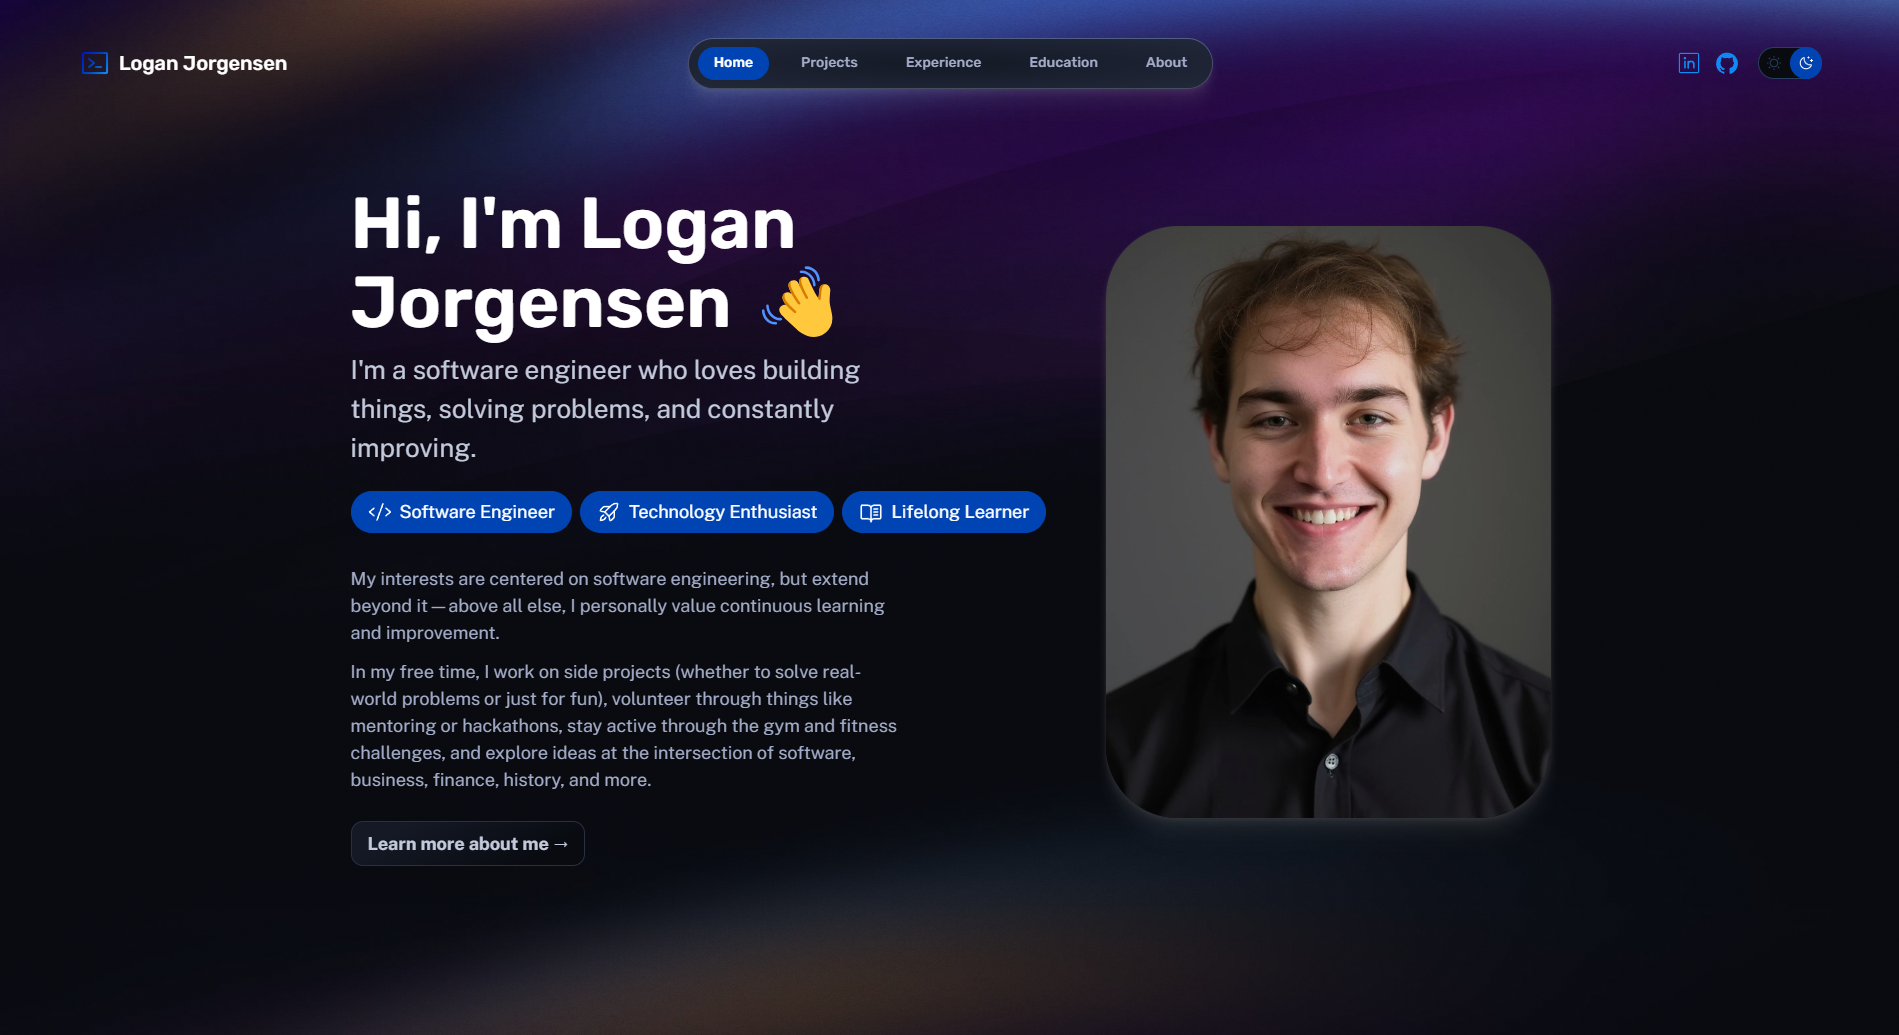 Logan Jorgensen
Home
Projects
Experience
Education
About
Hi, I'm Logan
Jorgensen
I'm a software engineer who loves building
things, solving problems, and constantly
improving.
Software Engineer
Technology Enthusiast
Lifelong Learner
My interests are centered on software engineering, but extend
beyond it — above all else, I personally value continuous learning
and improvement.
In my free time, I work on side projects (whether to solve real-
world problems or just for fun), volunteer through things like
mentoring or hackathons, stay active through the gym and fitness
challenges, and explore ideas at the intersection of software,
business, finance, history, and more.
Learn more about me →